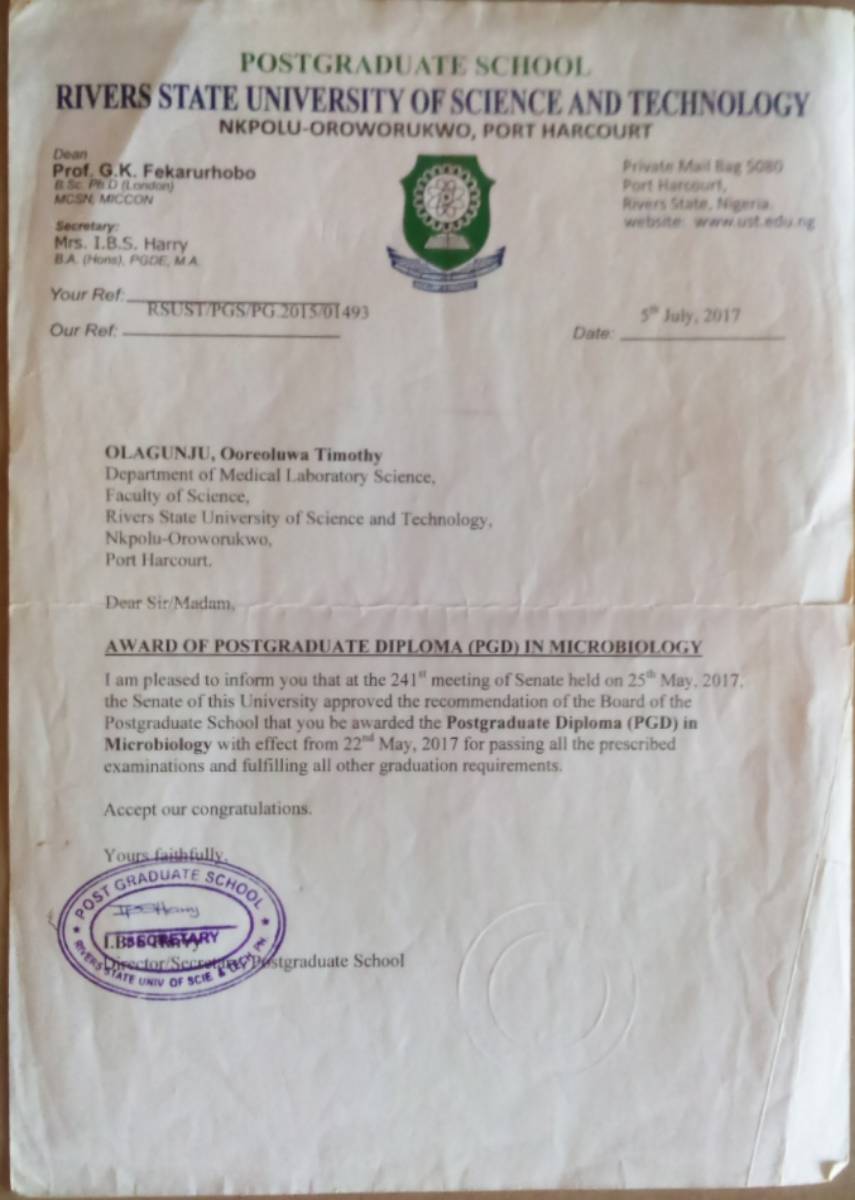 POSTGRADUATE SCHOOL
RIVERS STATE UNIVERSITY OF SCIENCE AND TECHNOLOGY
NKPOLU-OROWORUKWO, PORT HARCOURT
Dean
Prof. G.K. Fekarurhobo
B.Sc. Ph.D (London)
MCSN, MICCON
Secretary:
Mrs. I.B.S. Harry
B.A. (Hons), PGDE, M.A.
Private Mail Bag 5080
Port Harcourt,
Rivers State, Nigeria.
website: www.ust.edu.ng
Your Ref:
RSUST/PGS/PG.2015/01493
Our Ref:
5th July, 2017
Date:
OLAGUNJU, Ooreoluwa Timothy
Department of Medical Laboratory Science,
Faculty of Science,
Rivers State University of Science and Technology,
Nkpolu-Oroworukwo,
Port Harcourt.
Dear Sir/Madam,
AWARD OF POSTGRADUATE DIPLOMA (PGD) IN MICROBIOLOGY
I am pleased to inform you that at the 241st meeting of Senate held on 25th May, 2017,
the Senate of this University approved the recommendation of the Board of the
Postgraduate School that you be awarded the Postgraduate Diploma (PGD) in
Microbiology with effect from 22nd May, 2017 for passing all the prescribed
examinations and fulfilling all other graduation requirements.
Accept our congratulations.
Yours faithfully,
POST GRADUATE SCHOOL
IBSHarry
SECRETARY
RIVERS STATE UNIV OF SCIE. & TECH. PH
I.B.S Harry
Director/Secretary, Postgraduate School